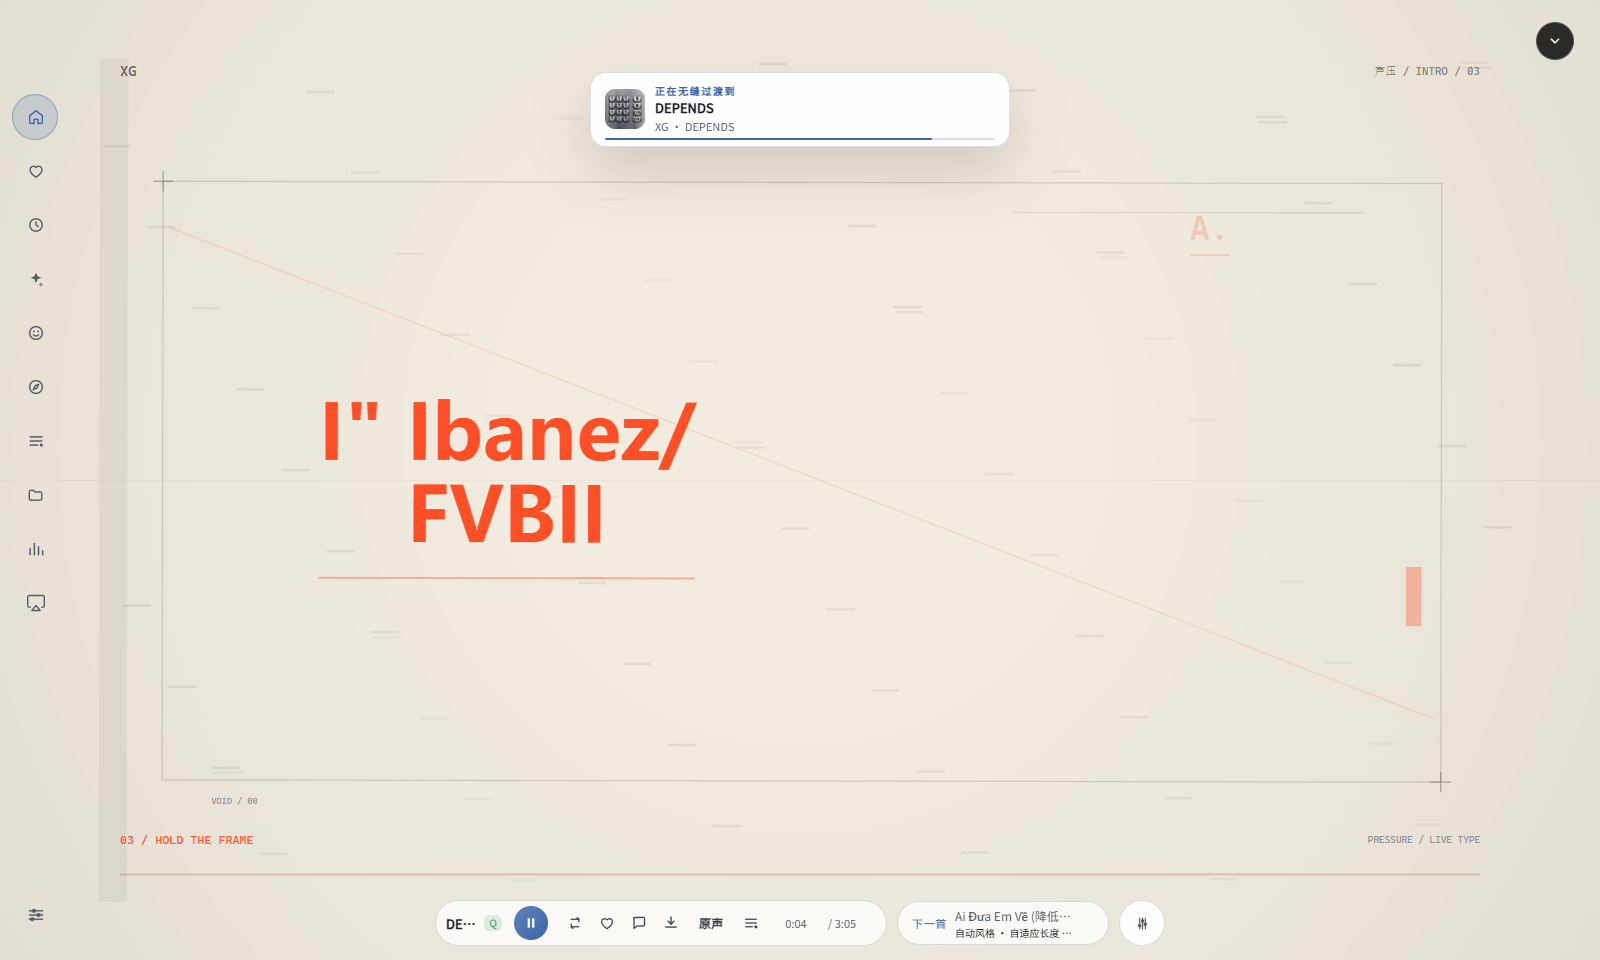 XG
声压 / INTRO / 03
正在无缝过渡到
DEPENDS
XG • DEPENDS
A.
I" Ibanez/
FVBII
VOID / 00
03 / HOLD THE FRAME
PRESSURE / LIVE TYPE
DE··· Q 原声 0:04 / 3:05
下一首 Ai Đưa Em Về (降低···
自动风格 • 自适应长度 ···